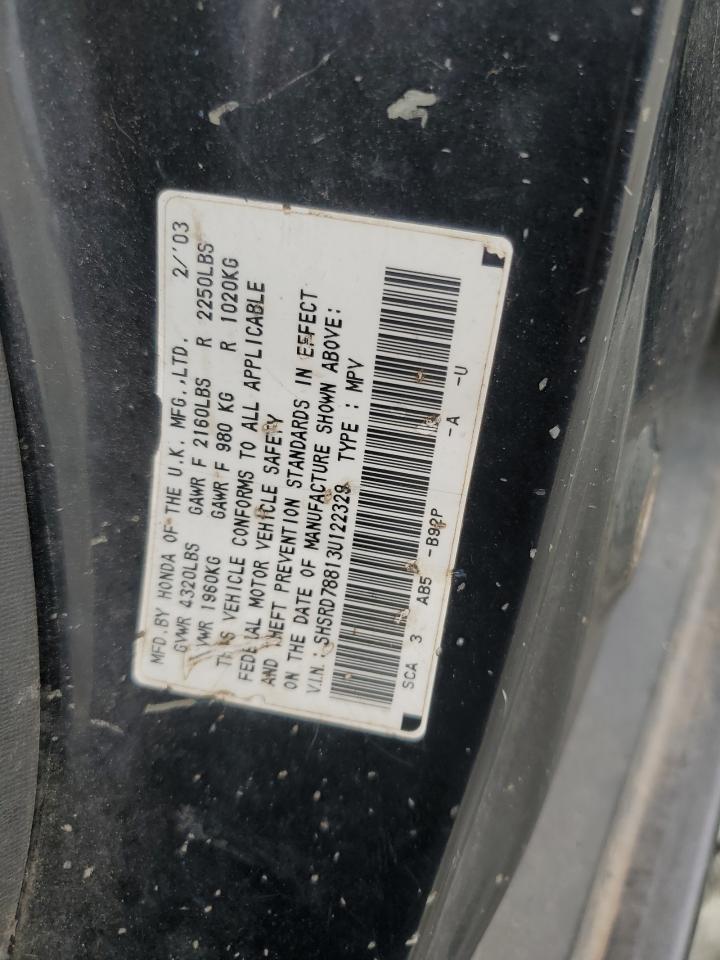 MFD.BY HONDA OF THE U.K. MFG.,LTD. 2/'03
GVWR 4320LBS GAWR F 2160LBS R 2250LBS
VWR 1960KG GAWR F 980 KG R 1020KG
THIS VEHICLE CONFORMS TO ALL APPLICABLE
FEDERAL MOTOR VEHICLE SAFETY
AND THEFT PREVENTION STANDARDS IN EFFECT
ON THE DATE OF MANUFACTURE SHOWN ABOVE:
V.I.N.: SHSRD78813U122329 TYPE : MPV
SCA 3 AB5 -B92P -A -U